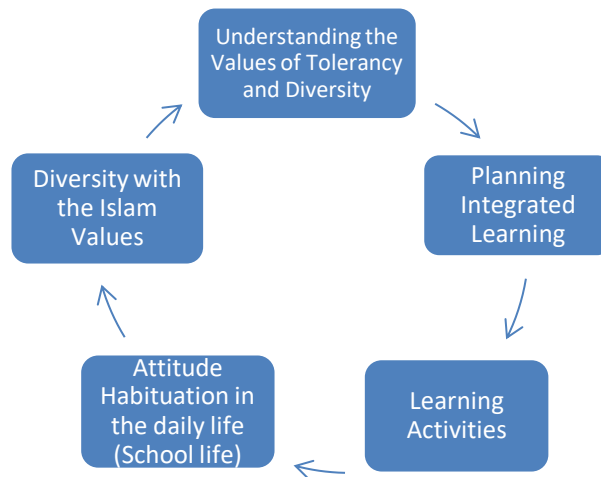 Understanding the
Values of Tolerancy
and Diversity
Planning
Integrated
Learning
Learning
Activities
Attitude
Habituation in
the daily life
(School life)
Diversity with
the Islam
Values